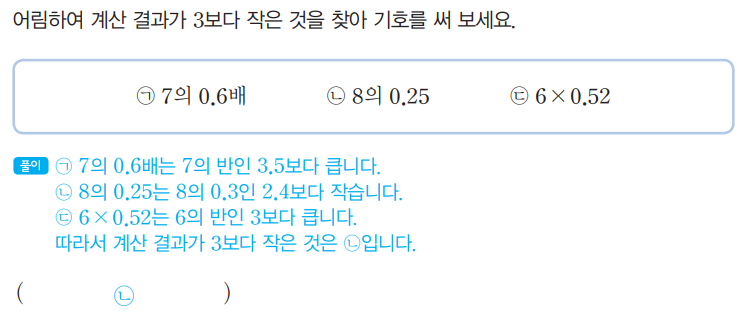 어림하여 계산 결과가 3보다 작은 것을 찾아 기호를 써 보세요.
㉠ 7의 0.6배 ㉡ 8의 0.25 ㉢ 6×0.52
풀이 ㉠ 7의 0.6배는 7의 반인 3.5보다 큽니다.
㉡ 8의 0.25는 8의 0.3인 2.4보다 작습니다.
㉢ 6×0.52는 6의 반인 3보다 큽니다.
따라서 계산 결과가 3보다 작은 것은 ㉡입니다.
( ㉡ )